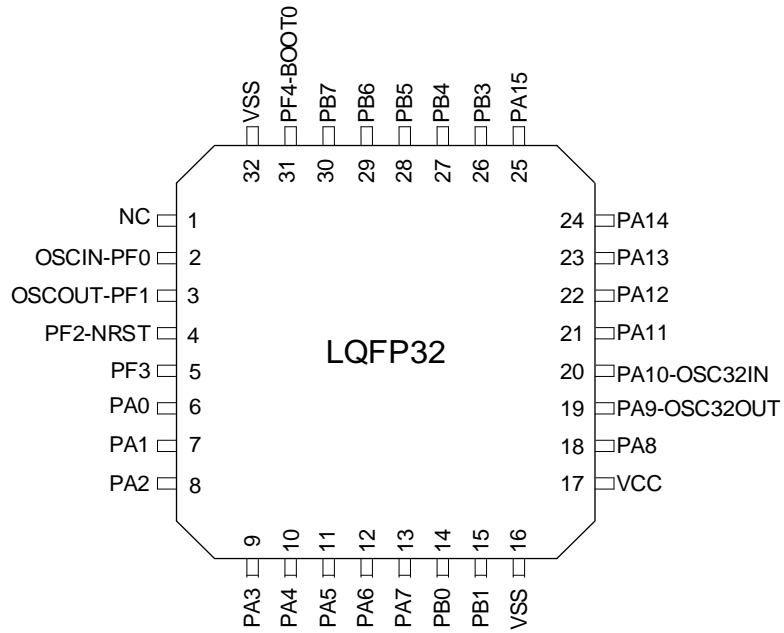 VSS
PF4-BOOT0
PB7
PB6
PB5
PB4
PB3
PA15
32
31
30
29
28
27
26
25
NC 1
OSCIN-PF0 2
OSCOUT-PF1 3
PF2-NRST 4
PF3 5
PA0 6
PA1 7
PA2 8
LQFP32
24 PA14
23 PA13
22 PA12
21 PA11
20 PA10-OSC32IN
19 PA9-OSC32OUT
18 PA8
17 VCC
9
10
11
12
13
14
15
16
PA3
PA4
PA5
PA6
PA7
PB0
PB1
VSS